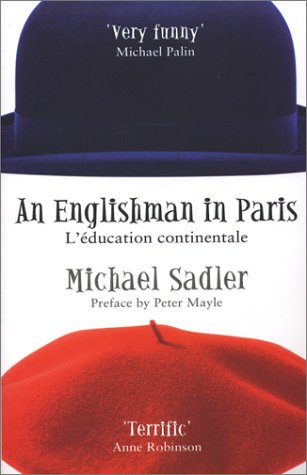 'Very funny'
Michael Palin
An Englishman in Paris
L'éducation continentale
Michael Sadler
Preface by Peter Mayle
'Terrific'
Anne Robinson